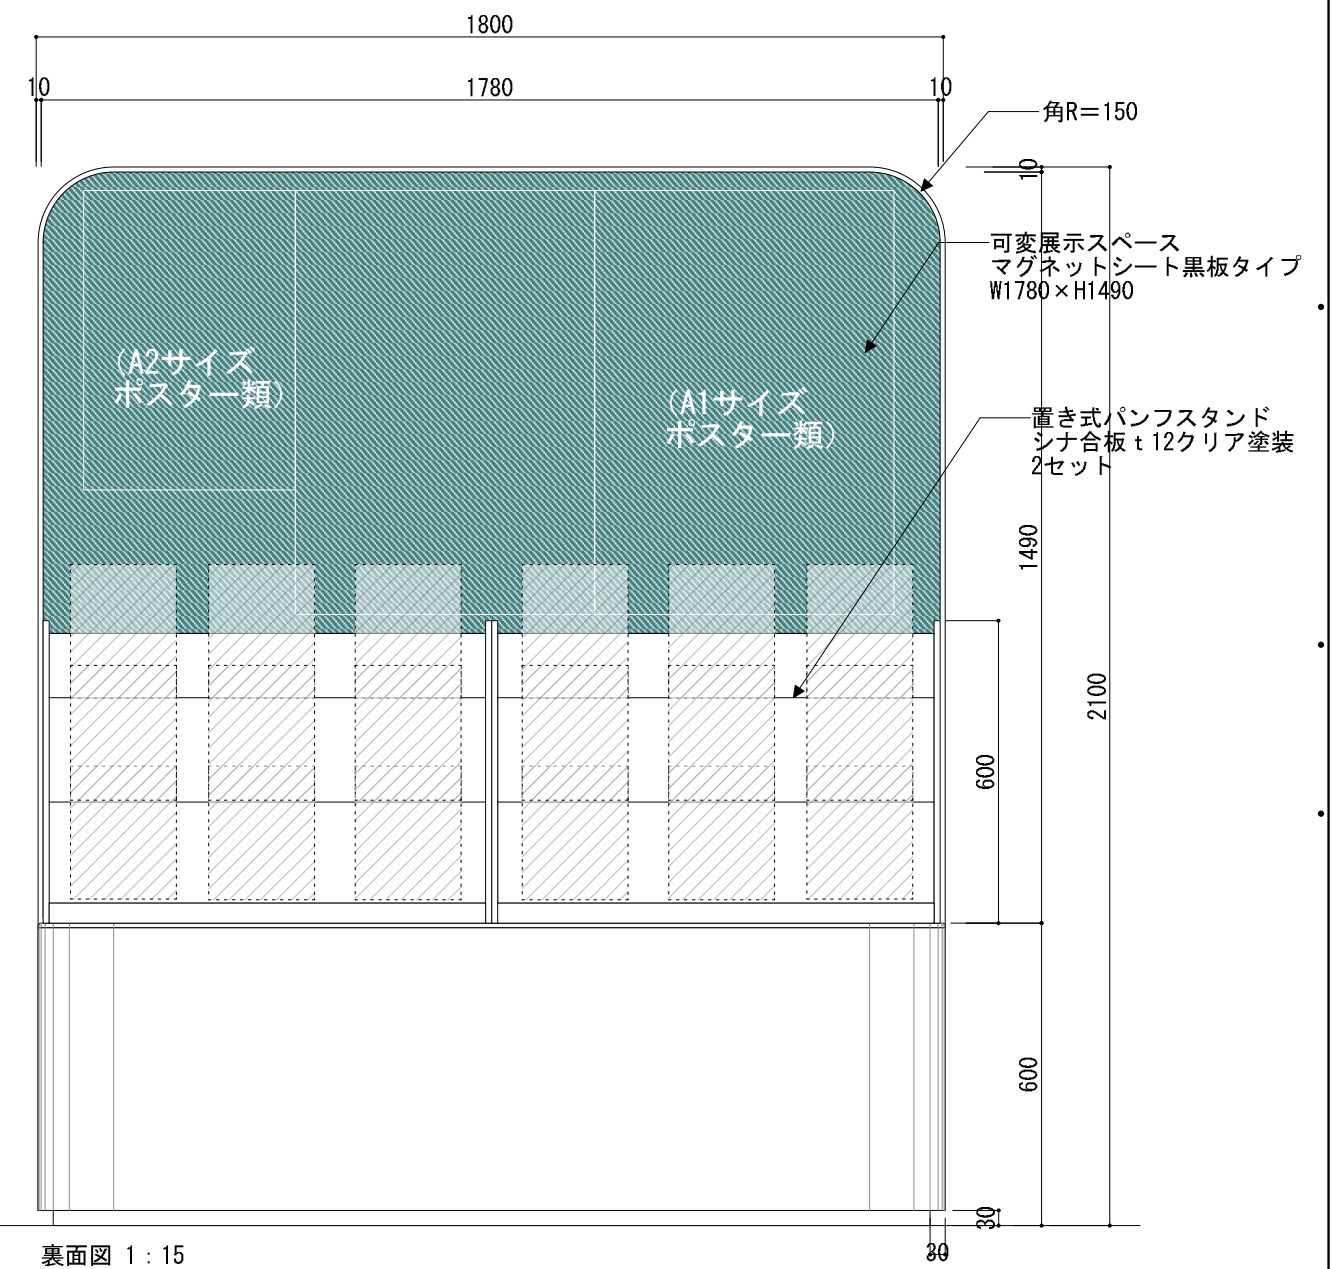 1800
10
1780
10
角R=150
10
可変展示スペース
マグネットシート黒板タイプ
W1780×H1490
(A2サイズ
ポスター類)
(A1サイズ
ポスター類)
置き式パンフスタンド
シナ合板 t 12クリア塗装
2セット
1490
2100
600
600
30
30
裏面図 1:15